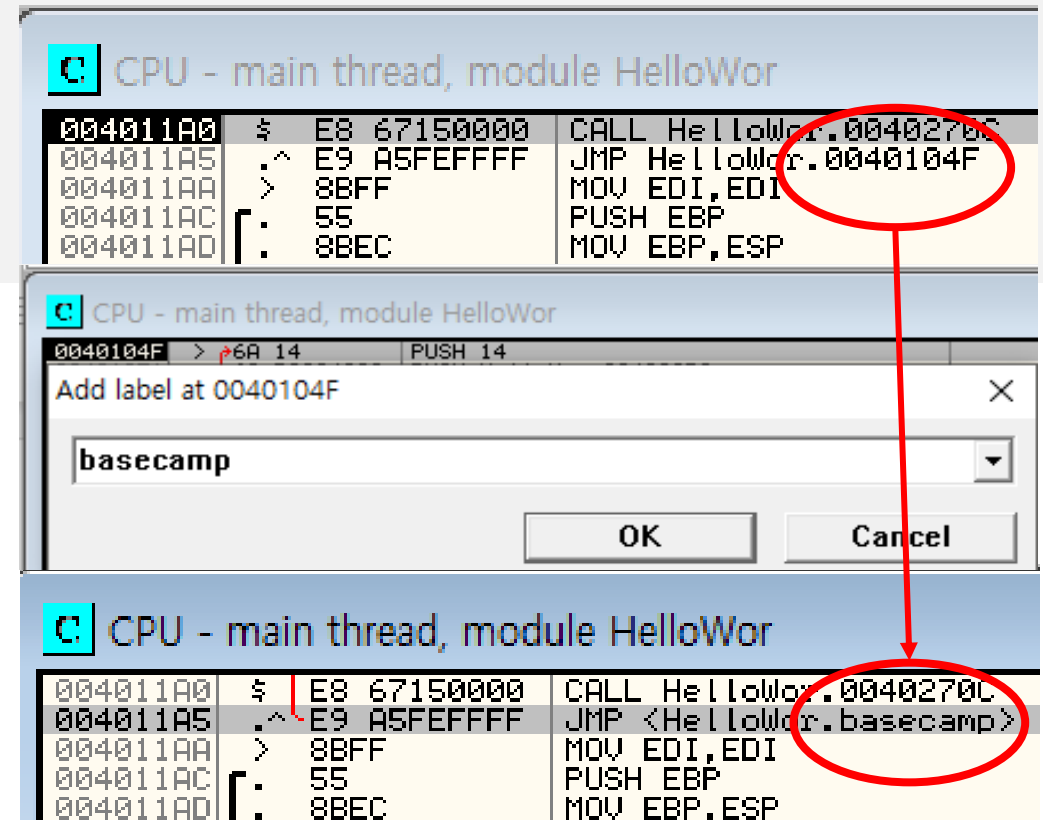 C CPU - main thread, module HelloWor
004011A0 $ E8 67150000 CALL HelloWor.0040270C
004011A5 .^ E9 A5FEFFFF JMP HelloWor.0040104F
004011AA > 8BFF MOV EDI,EDI
004011AC . 55 PUSH EBP
004011AD . 8BEC MOV EBP,ESP
C CPU - main thread, module HelloWor
0040104F > 6A 14 PUSH 14
Add label at 0040104F
basecamp
OK Cancel
C CPU - main thread, module HelloWor
004011A0 $ E8 67150000 CALL HelloWor.0040270C
004011A5 .^ E9 A5FEFFFF JMP <HelloWor.basecamp>
004011AA > 8BFF MOV EDI,EDI
004011AC . 55 PUSH EBP
004011AD . 8BEC MOV EBP,ESP